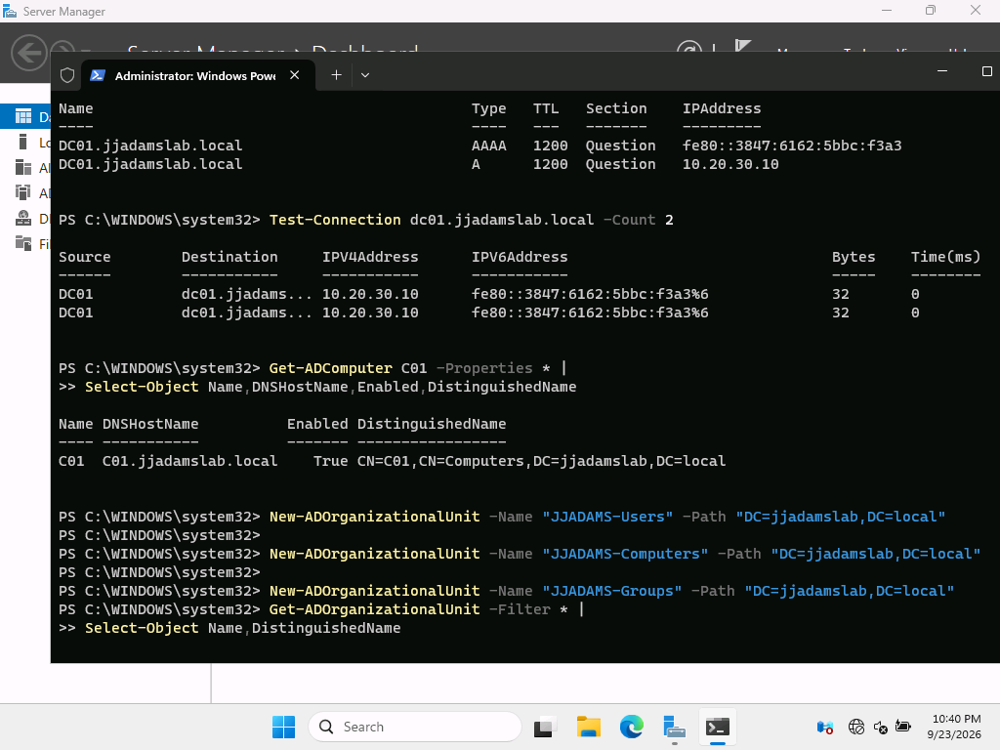 Server Manager
Server Manager Dashboard
Administrator: Windows Powe
Name Type TTL Section IPAddress
---- ---- --- ------- ---------
DC01.jjadamslab.local AAAA 1200 Question fe80::3847:6162:5bbc:f3a3
DC01.jjadamslab.local A 1200 Question 10.20.30.10
PS C:\WINDOWS\system32> Test-Connection dc01.jjadamslab.local -Count 2
Source Destination IPV4Address IPV6Address Bytes Time(ms)
------ ----------- ----------- ----------- ----- --------
DC01 dc01.jjadams... 10.20.30.10 fe80::3847:6162:5bbc:f3a3%6 32 0
DC01 dc01.jjadams... 10.20.30.10 fe80::3847:6162:5bbc:f3a3%6 32 0
PS C:\WINDOWS\system32> Get-ADComputer C01 -Properties * |
>> Select-Object Name,DNSHostName,Enabled,DistinguishedName
Name DNSHostName Enabled DistinguishedName
---- ----------- ------- -----------------
C01 C01.jjadamslab.local True CN=C01,CN=Computers,DC=jjadamslab,DC=local
PS C:\WINDOWS\system32> New-ADOrganizationalUnit -Name "JJADAMS-Users" -Path "DC=jjadamslab,DC=local"
PS C:\WINDOWS\system32>
PS C:\WINDOWS\system32> New-ADOrganizationalUnit -Name "JJADAMS-Computers" -Path "DC=jjadamslab,DC=local"
PS C:\WINDOWS\system32>
PS C:\WINDOWS\system32> New-ADOrganizationalUnit -Name "JJADAMS-Groups" -Path "DC=jjadamslab,DC=local"
PS C:\WINDOWS\system32> Get-ADOrganizationalUnit -Filter * |
>> Select-Object Name,DistinguishedName
Search
10:40 PM
9/23/2026